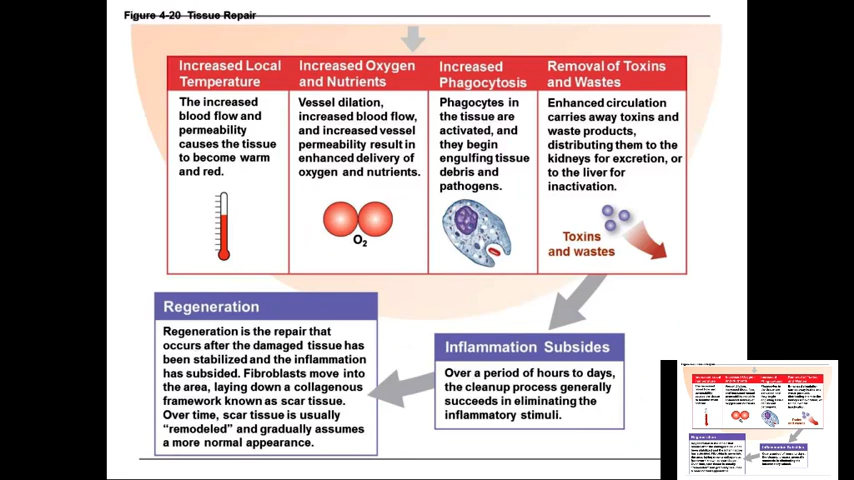 Figure 4-20 Tissue Repair
Increased Local
Temperature
The increased
blood flow and
permeability
causes the tissue
to become warm
and red.
Increased Oxygen
and Nutrients
Vessel dilation,
increased blood flow,
and increased vessel
permeability result in
enhanced delivery of
oxygen and nutrients.
O2
Increased
Phagocytosis
Phagocytes in
the tissue are
activated, and
they begin
engulfing tissue
debris and
pathogens.
Removal of Toxins
and Wastes
Enhanced circulation
carries away toxins and
waste products,
distributing them to the
kidneys for excretion, or
to the liver for
inactivation.
Toxins
and wastes
Regeneration
Regeneration is the repair that
occurs after the damaged tissue has
been stabilized and the inflammation
has subsided. Fibroblasts move into
the area, laying down a collagenous
framework known as scar tissue.
Over time, scar tissue is usually
“remodeled” and gradually assumes
a more normal appearance.
Inflammation Subsides
Over a period of hours to days,
the cleanup process generally
succeeds in eliminating the
inflammatory stimuli.